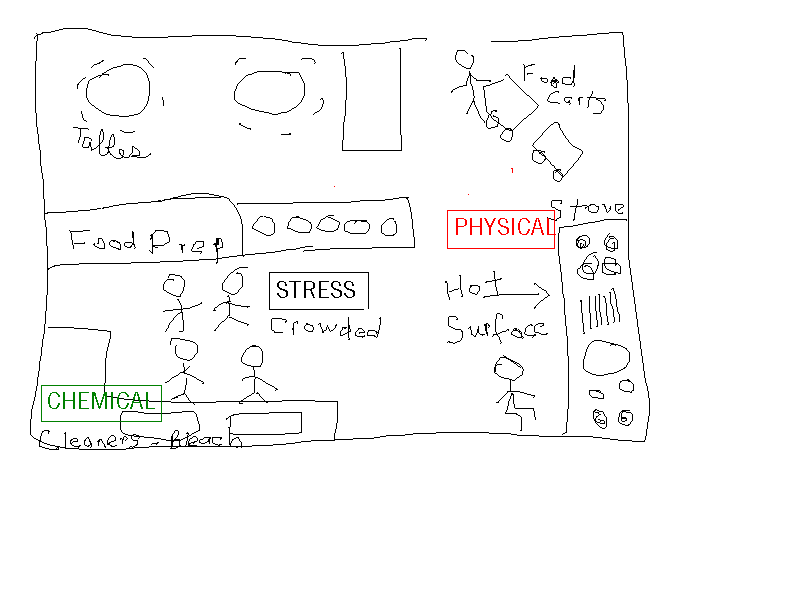 Food
Carts
Tables
Stove
PHYSICAL
Food Prep
STRESS
Crowded
Hot
Surface
CHEMICAL
Cleaners - Bleach